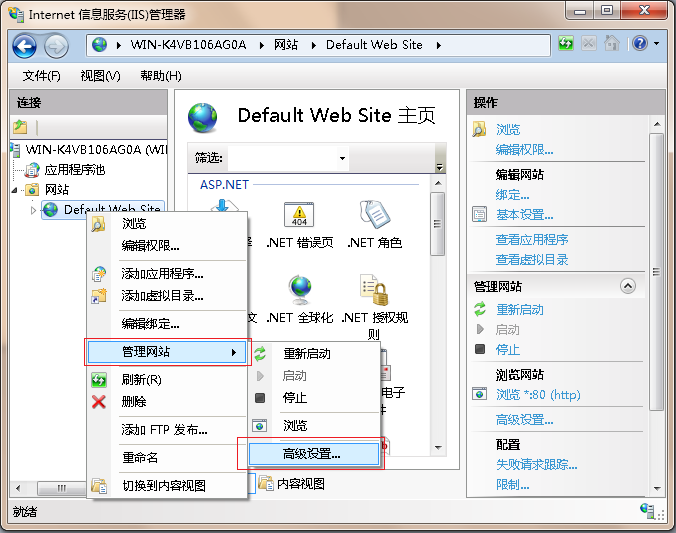 Internet 信息服务(IIS)管理器
WIN-K4VB106AG0A 网站 Default Web Site
文件(F) 视图(V) 帮助(H)
连接
WIN-K4VB106AG0A (WIN
应用程序池
网站
Default Web Site
浏览
编辑权限...
添加应用程序...
添加虚拟目录...
编辑绑定...
管理网站
刷新(R)
删除
添加 FTP 发布...
重命名
切换到内容视图
重新启动
启动
停止
浏览
高级设置...
Default Web Site 主页
筛选:
ASP.NET
404
.NET 错误页
.NET 角色
.NET 全球化
.NET 授权规
则
电子
件
内容视图
操作
浏览
编辑权限...
编辑网站
绑定...
基本设置...
查看应用程序
查看虚拟目录
管理网站
重新启动
启动
停止
浏览网站
浏览 *:80 (http)
高级设置...
配置
失败请求跟踪...
限制...
就绪